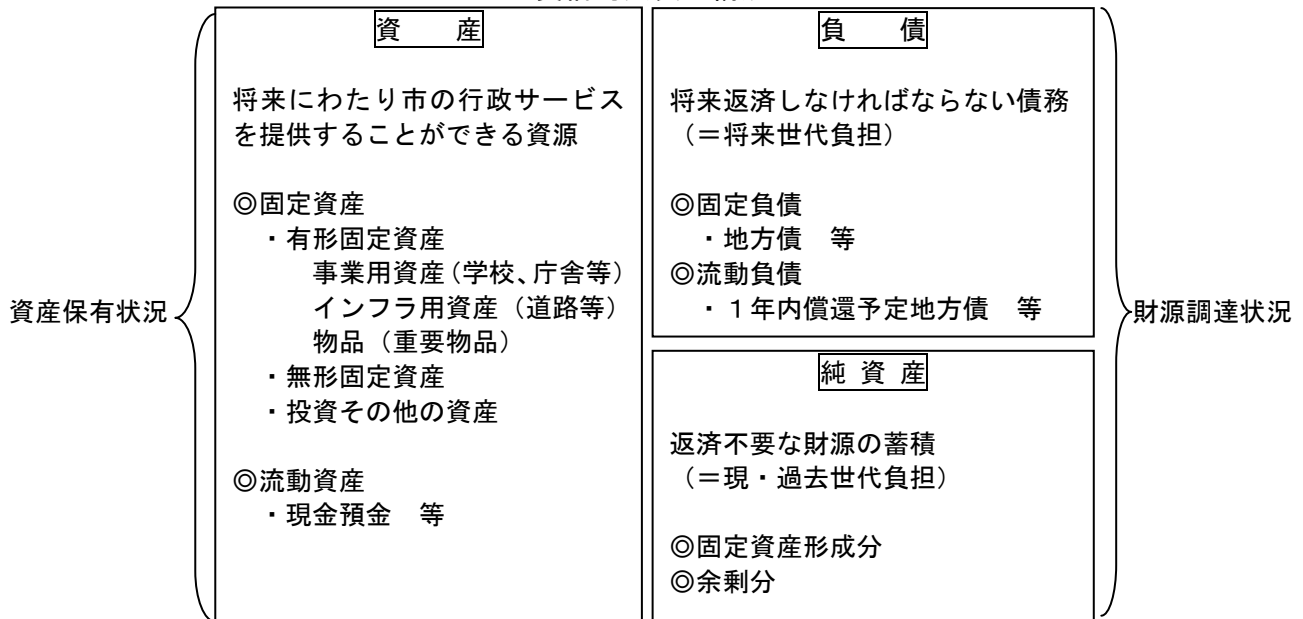 資産保有状況
資　産
将来にわたり市の行政サービス
を提供することができる資源
◎固定資産
・有形固定資産
事業用資産（学校、庁舎等）
インフラ用資産（道路等）
物品（重要物品）
・無形固定資産
・投資その他の資産
◎流動資産
・現金預金　等
負　債
将来返済しなければならない債務
（＝将来世代負担）
◎固定負債
・地方債　等
◎流動負債
・１年内償還予定地方債　等
純 資 産
返済不要な財源の蓄積
（＝現・過去世代負担）
◎固定資産形成分
◎余剰分
財源調達状況